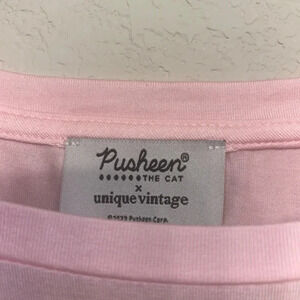 Pusheen®
THE CAT
x
unique vintage
Pusheen Corp.